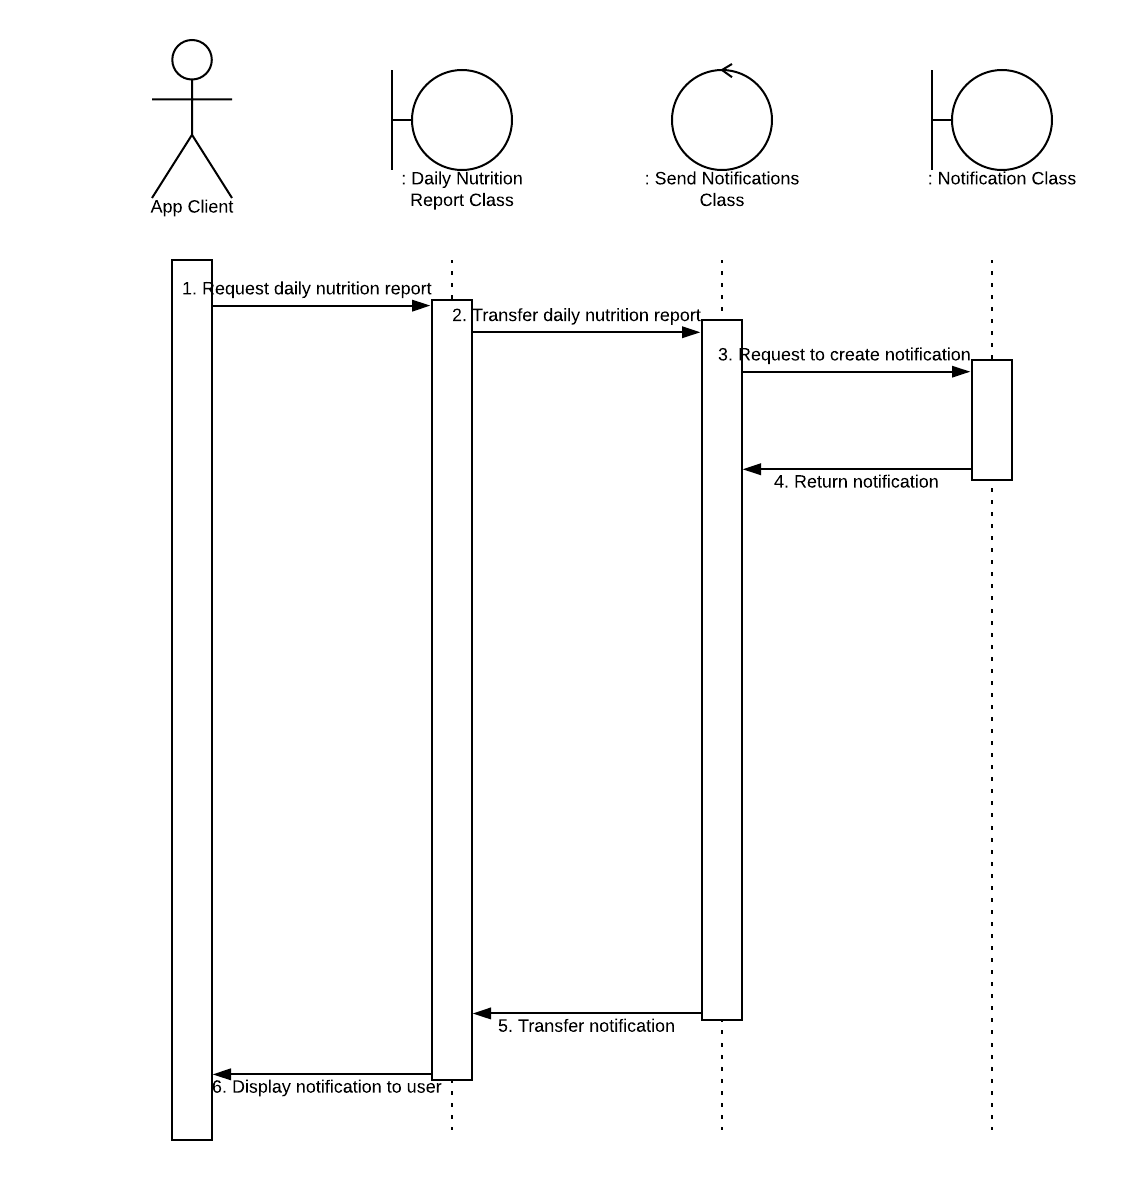 App Client
: Daily Nutrition
Report Class
: Send Notifications
Class
: Notification Class
1. Request daily nutrition report
2. Transfer daily nutrition report
3. Request to create notification
4. Return notification
5. Transfer notification
6. Display notification to user